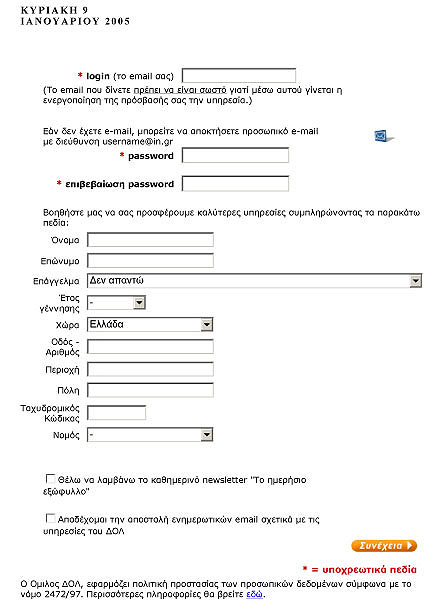 ΚΥΡΙΑΚΗ 9
ΙΑΝΟΥΑΡΙΟΥ 2005
* login (το email σας)
(Το email που δίνετε πρέπει να είναι σωστό γιατί μέσω αυτού γίνεται η
ενεργοποίηση της πρόσβασής σας την υπηρεσία.)
Εάν δεν έχετε e-mail, μπορείτε να αποκτήσετε προσωπικό e-mail
με διεύθυνση username@in.gr
* password
* επιβεβαίωση password
Βοηθήστε μας να σας προσφέρουμε καλύτερες υπηρεσίες συμπληρώνοντας τα παρακάτω
πεδία:
Όνομα
Επώνυμο
Επάγγελμα Δεν απαντώ
Έτος
γέννησης -
Χώρα Ελλάδα
Οδός -
Αριθμός
Περιοχή
Πόλη
Ταχυδρομικός
Κώδικας
Νομός -
Θέλω να λαμβάνω το καθημερινό newsletter "Το ημερήσιο
εξώφυλλο"
Αποδέχομαι την αποστολή ενημερωτικών email σχετικά με τις
υπηρεσίες του ΔΟΛ
Συνέχεια
* = υποχρεωτικά πεδία
Ο Ομιλος ΔΟΛ, εφαρμόζει πολιτική προστασίας των προσωπικών δεδομένων σύμφωνα με το
νόμο 2472/97. Περισσότερες πληροφορίες θα βρείτε εδώ.